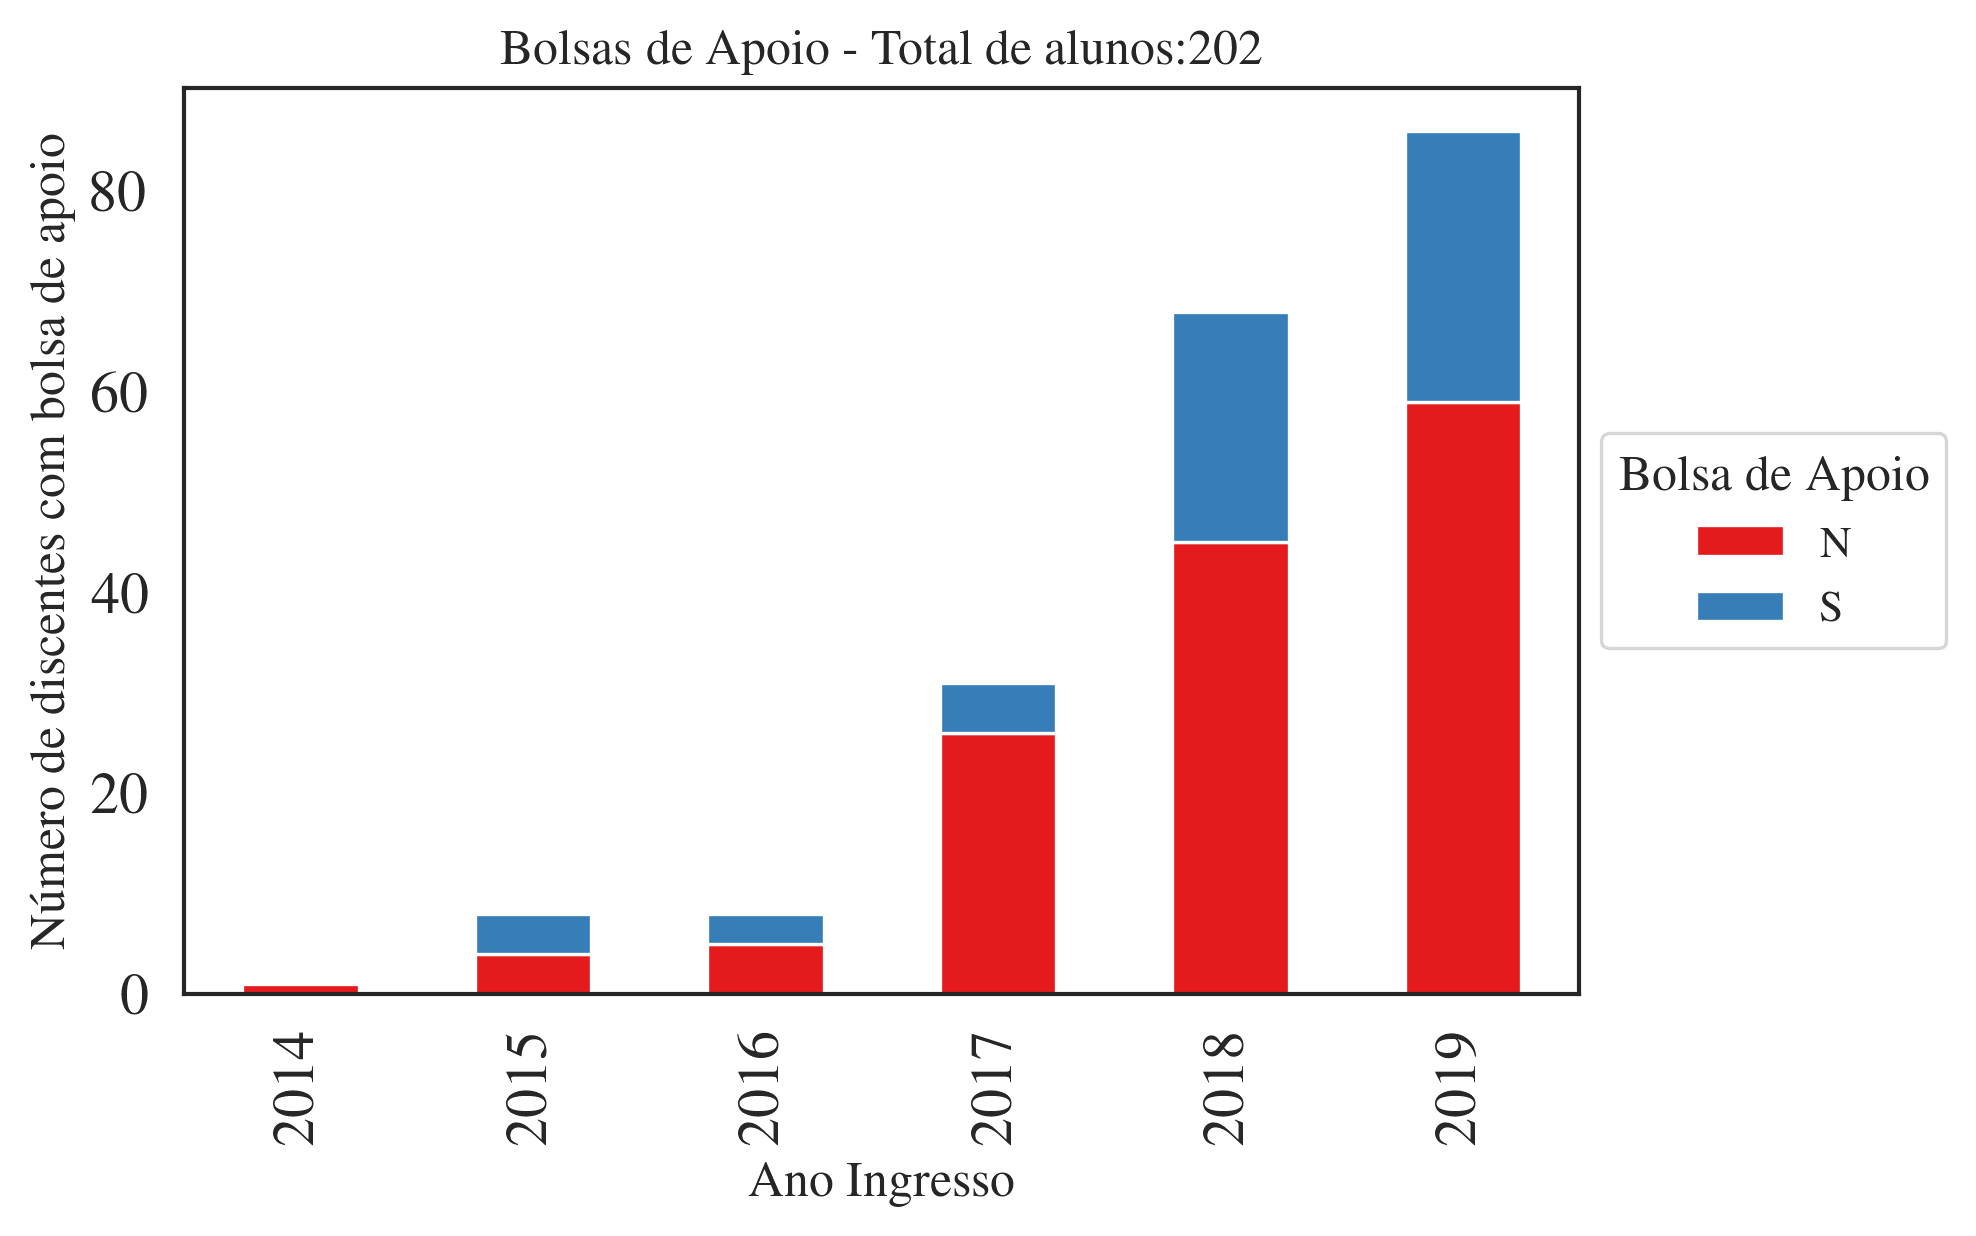 Bolsas de Apoio - Total de alunos:202
Número de discentes com bolsa de apoio
80
60
40
20
0
2014
2015
2016
2017
2018
2019
Ano Ingresso
Bolsa de Apoio
N
S